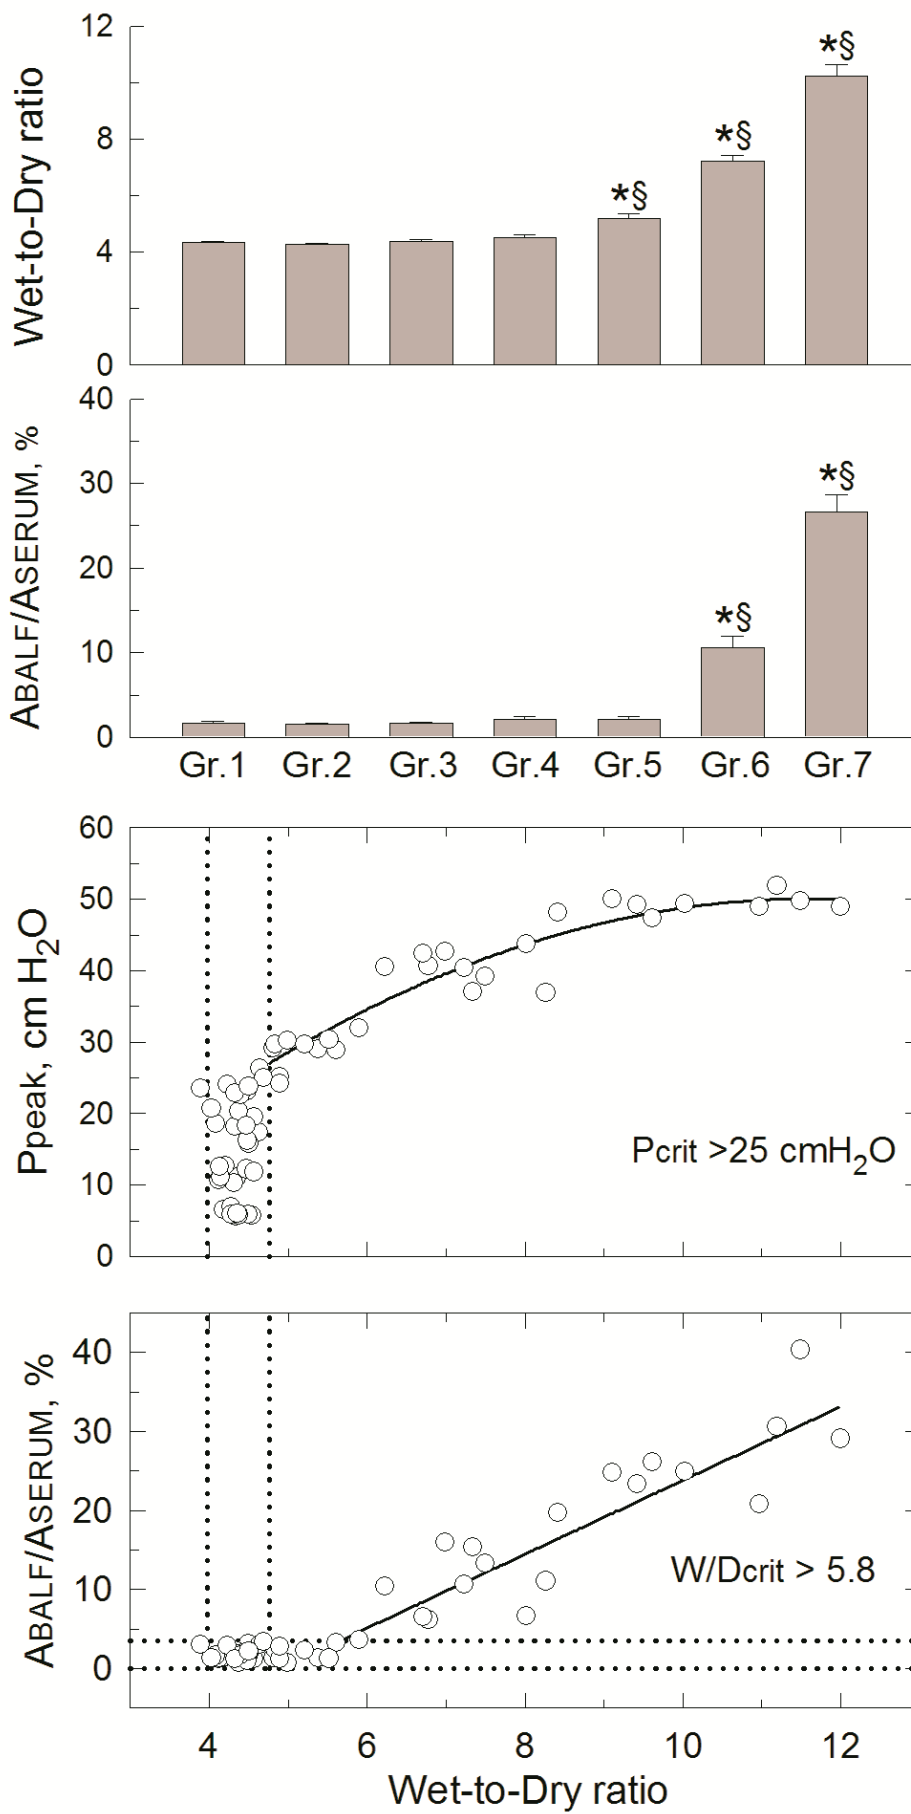 Wet-to-Dry ratio
12
8
4
0
*§
*§
*§
ABALF/ASERUM, %
40
30
20
10
0
*§
*§
Gr.1 Gr.2 Gr.3 Gr.4 Gr.5 Gr.6 Gr.7
Ppeak, cm H₂O
60
50
40
30
20
10
0
Pcrit >25 cmH₂O
ABALF/ASERUM, %
40
30
20
10
0
W/Dcrit > 5.8
4 6 8 10 12
Wet-to-Dry ratio